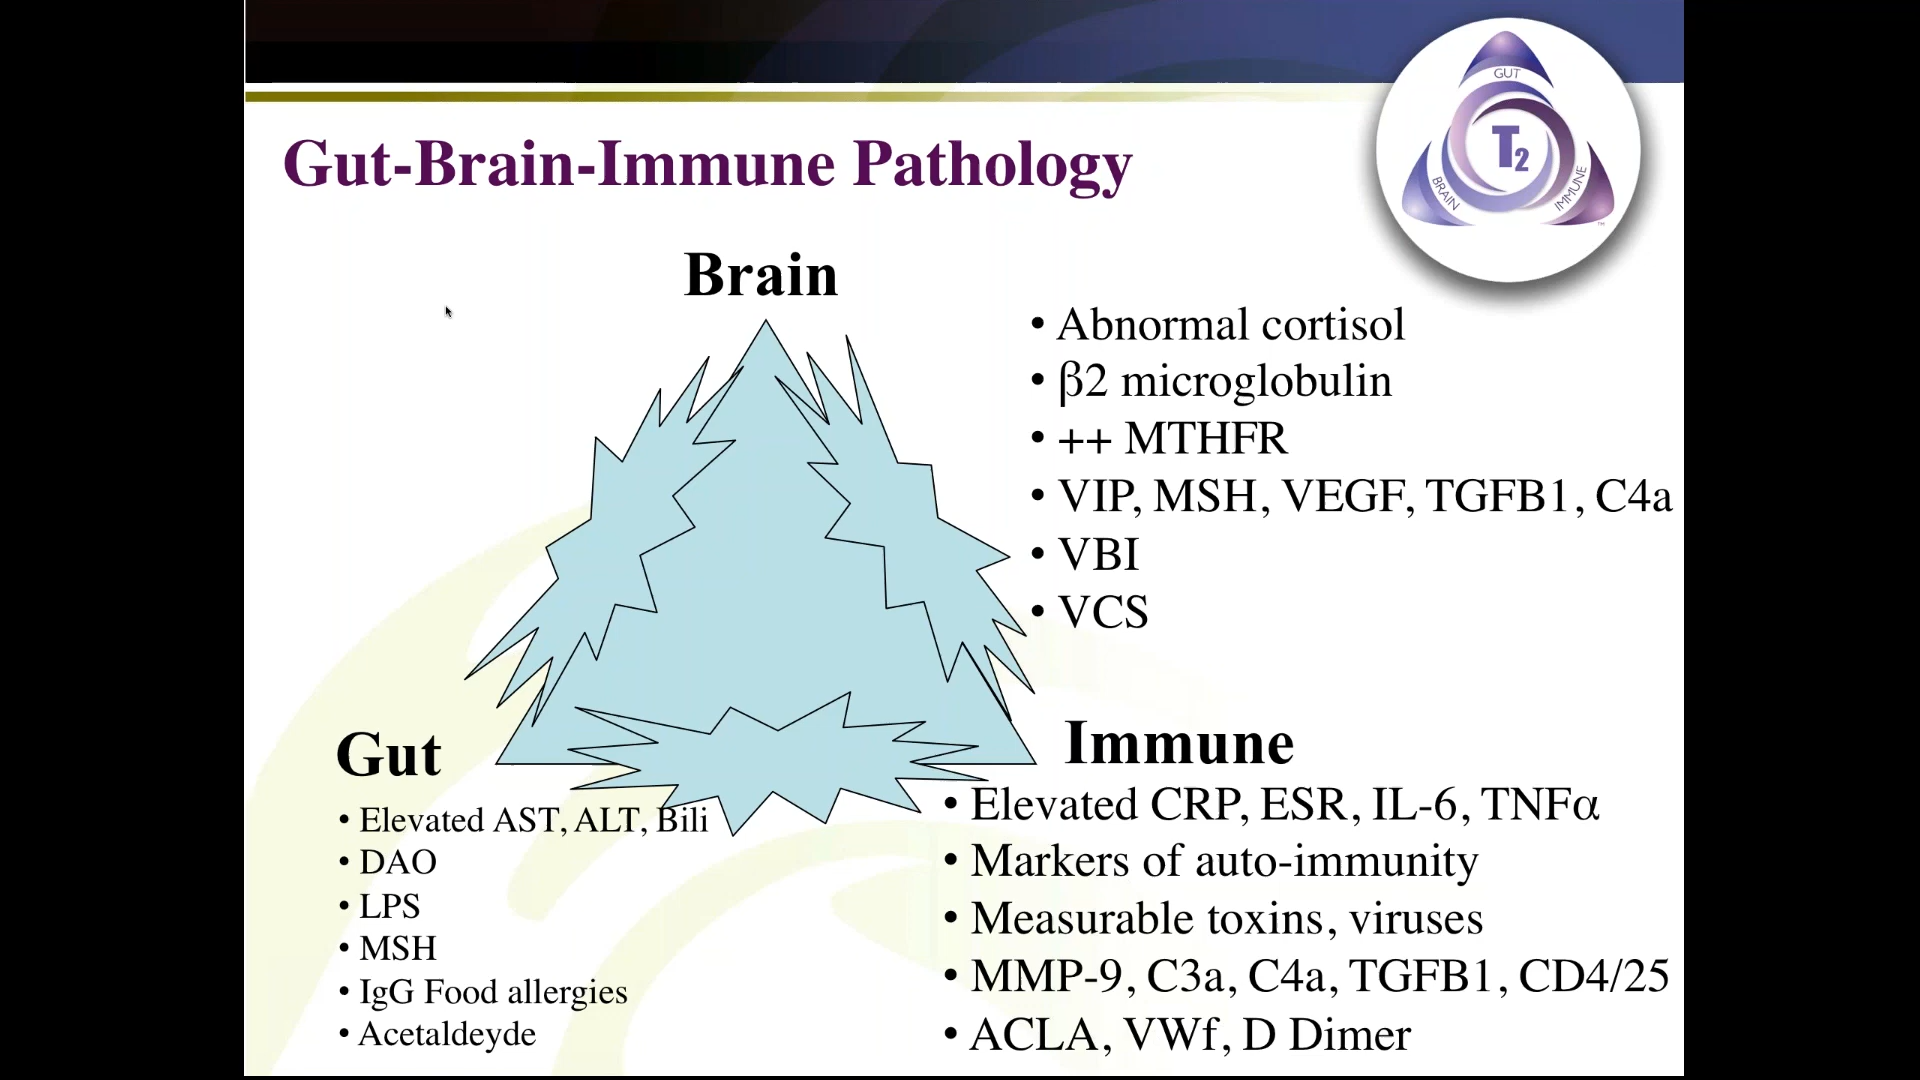 GUT
T2
BRAIN
IMMUNE
™
Gut-Brain-Immune Pathology
Brain
• Abnormal cortisol
• β2 microglobulin
• ++ MTHFR
• VIP, MSH, VEGF, TGFB1, C4a
• VBI
• VCS
Gut
• Elevated AST, ALT, Bili
• DAO
• LPS
• MSH
• IgG Food allergies
• Acetaldeyde
Immune
• Elevated CRP, ESR, IL-6, TNFα
• Markers of auto-immunity
• Measurable toxins, viruses
• MMP-9, C3a, C4a, TGFB1, CD4/25
• ACLA, VWf, D Dimer